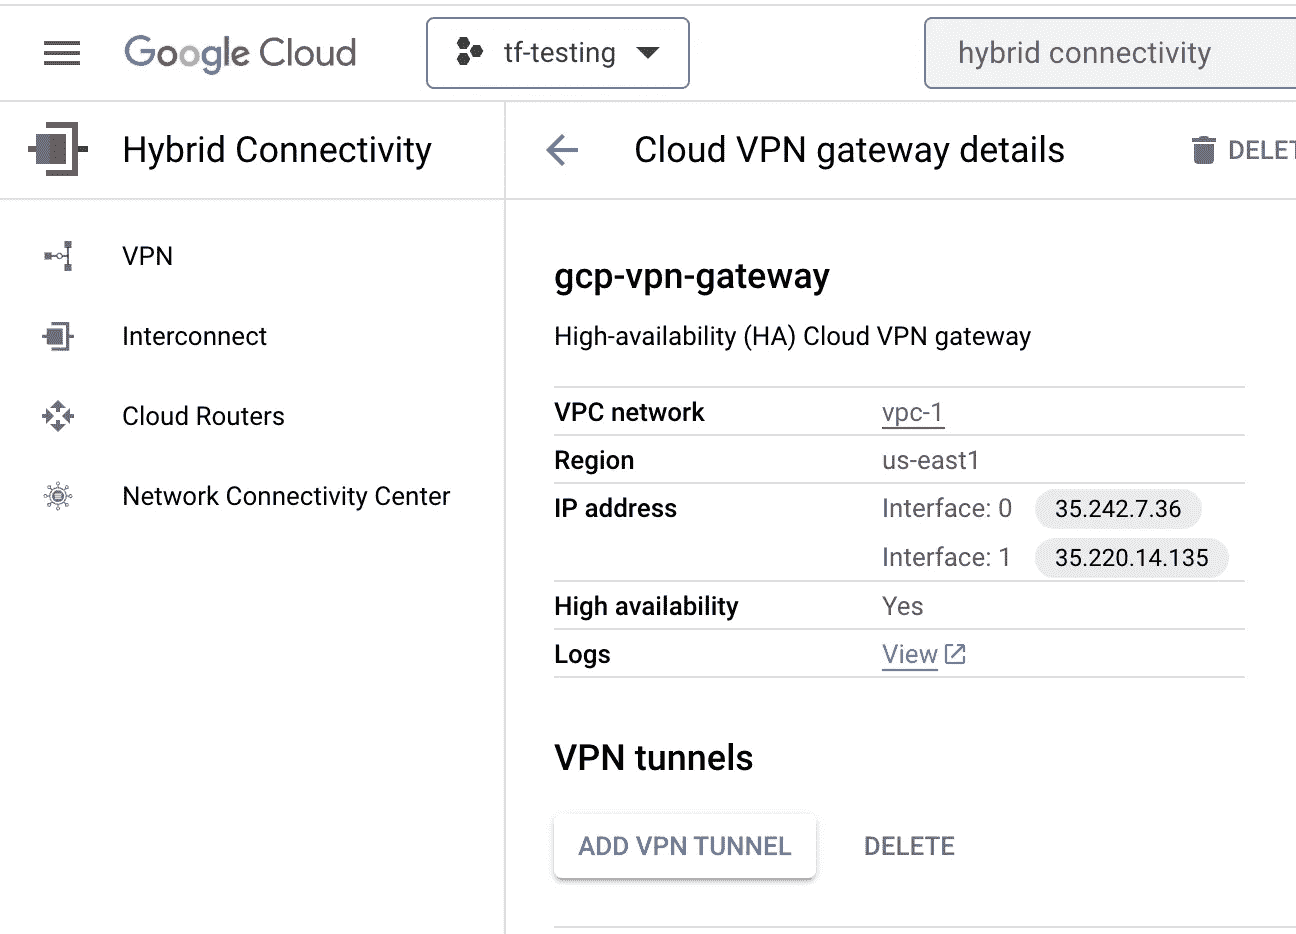 Google Cloud tf-testing hybrid connectivity
Hybrid Connectivity
Cloud VPN gateway details DELET
VPN
Interconnect
Cloud Routers
Network Connectivity Center
gcp-vpn-gateway
High-availability (HA) Cloud VPN gateway
VPC network vpc-1
Region us-east1
IP address Interface: 0 35.242.7.36
Interface: 1 35.220.14.135
High availability Yes
Logs View
VPN tunnels
ADD VPN TUNNEL DELETE